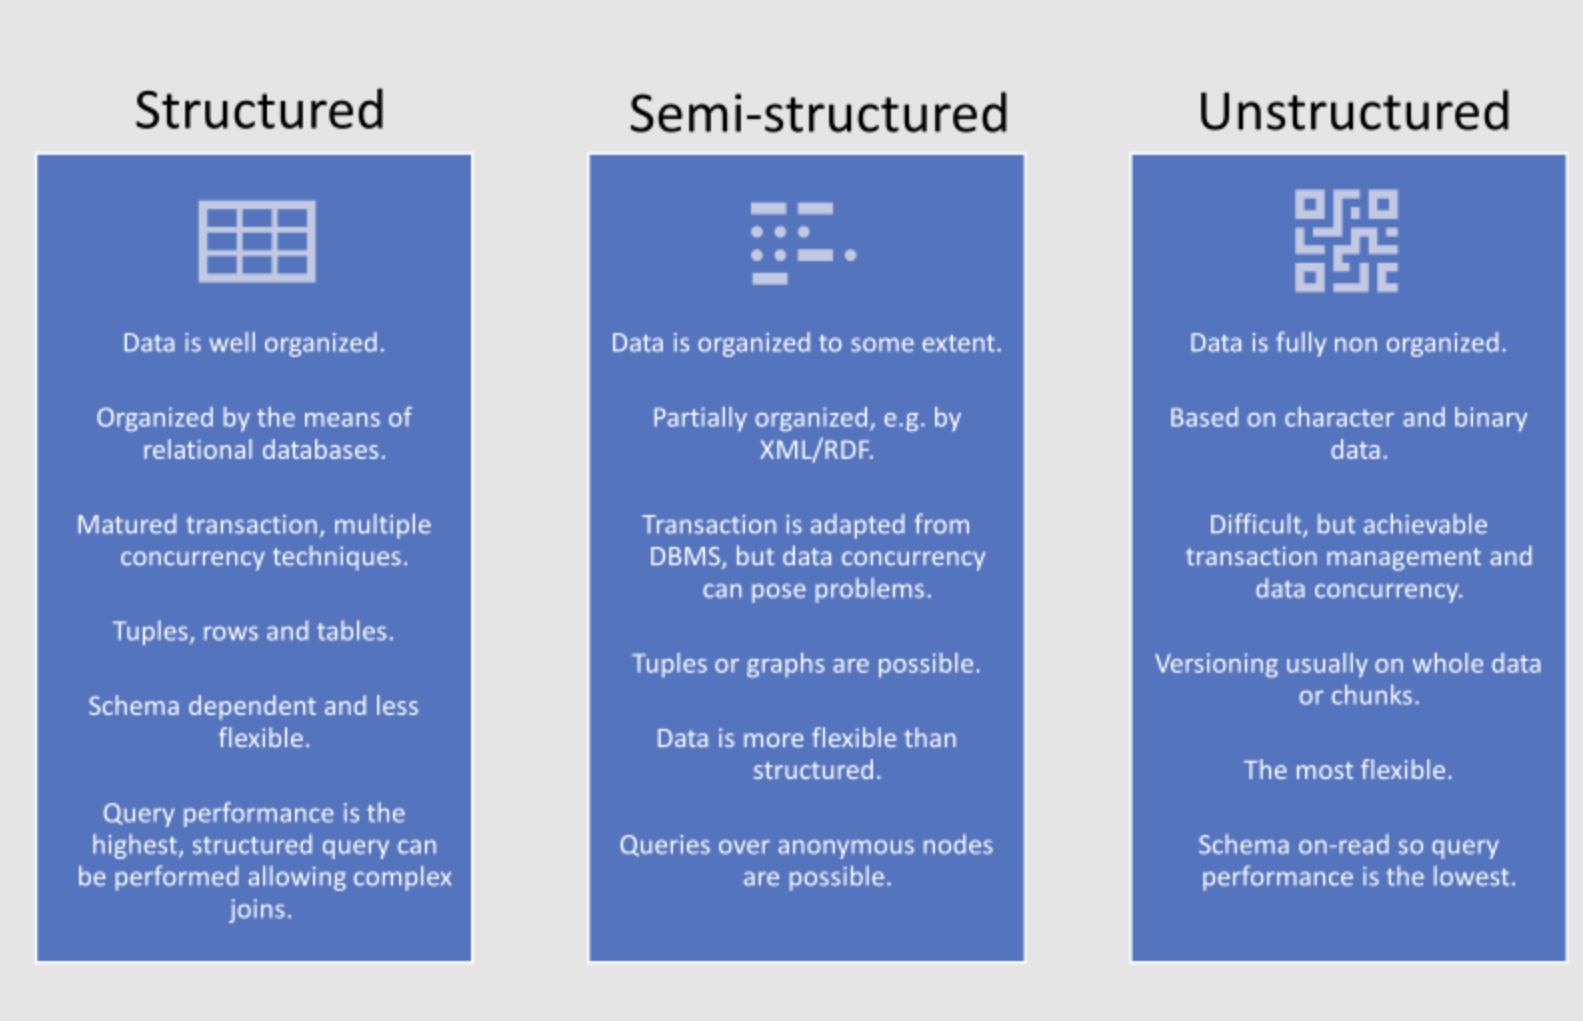 Structured
Data is well organized.
Organized by the means of
relational databases.
Matured transaction, multiple
concurrency techniques.
Tuples, rows and tables.
Schema dependent and less
flexible.
Query performance is the
highest, structured query can
be performed allowing complex
joins.
Semi-structured
Data is organized to some extent.
Partially organized, e.g. by
XML/RDF.
Transaction is adapted from
DBMS, but data concurrency
can pose problems.
Tuples or graphs are possible.
Data is more flexible than
structured.
Queries over anonymous nodes
are possible.
Unstructured
Data is fully non organized.
Based on character and binary
data.
Difficult, but achievable
transaction management and
data concurrency.
Versioning usually on whole data
or chunks.
The most flexible.
Schema on-read so query
performance is the lowest.